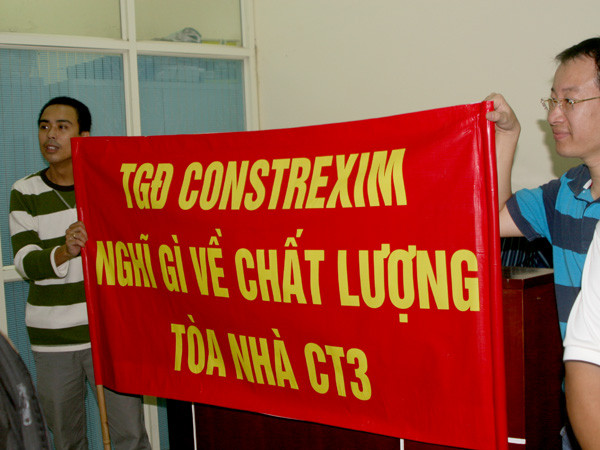 TGĐ CONSTREXIM
NGHĨ GÌ VỀ CHẤT LƯỢNG
TÒA NHÀ CT3